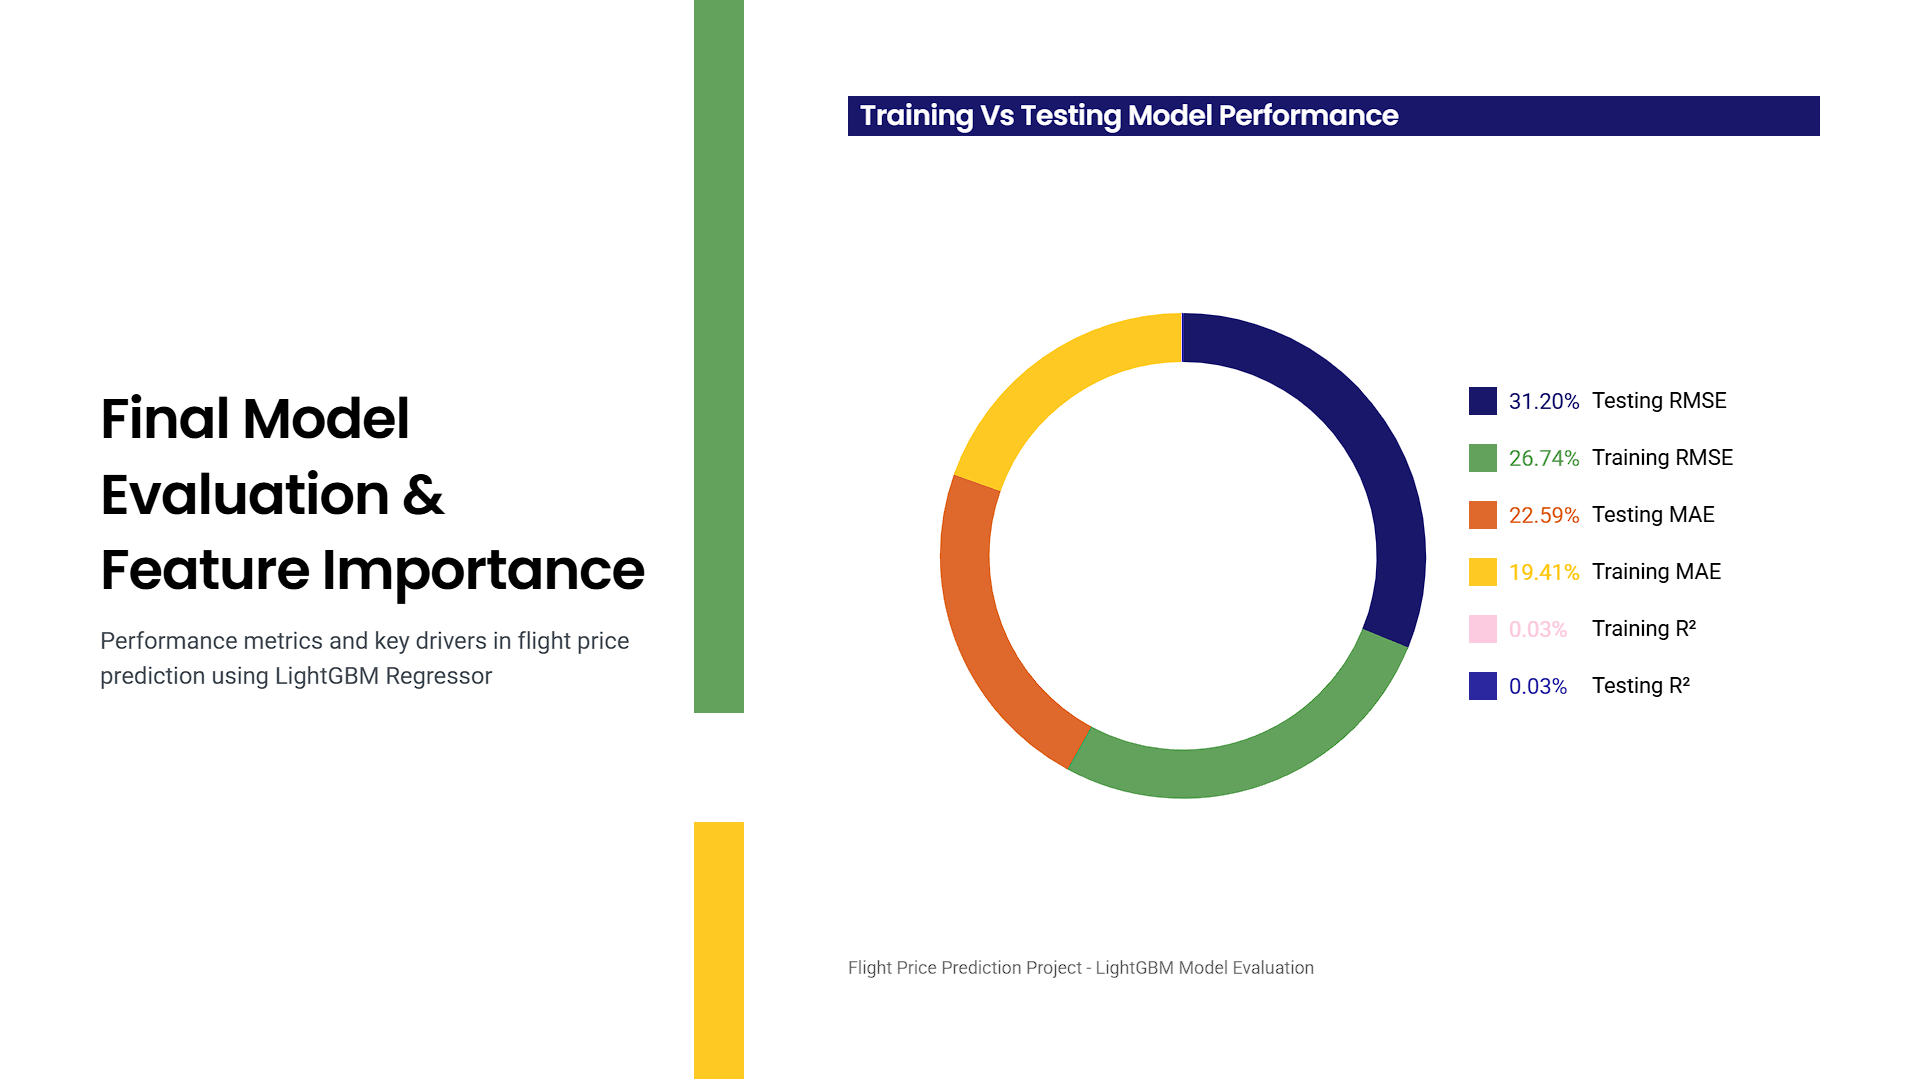 Final Model
Evaluation &
Feature Importance
Performance metrics and key drivers in flight price
prediction using LightGBM Regressor
Training Vs Testing Model Performance
31.20% Testing RMSE
26.74% Training RMSE
22.59% Testing MAE
19.41% Training MAE
0.03% Training R²
0.03% Testing R²
Flight Price Prediction Project - LightGBM Model Evaluation